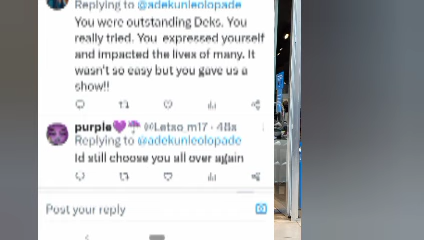 Replying to @adekunleolopade
You were outstanding Deks. You
really tried. You expressed yourself
and impacted the lives of many. It
wasn't so easy but you gave us a
show!!
purple💜☔ @Letso_m17 · 48s
Replying to @adekunleolopade
Id still choose you all over again
Post your reply